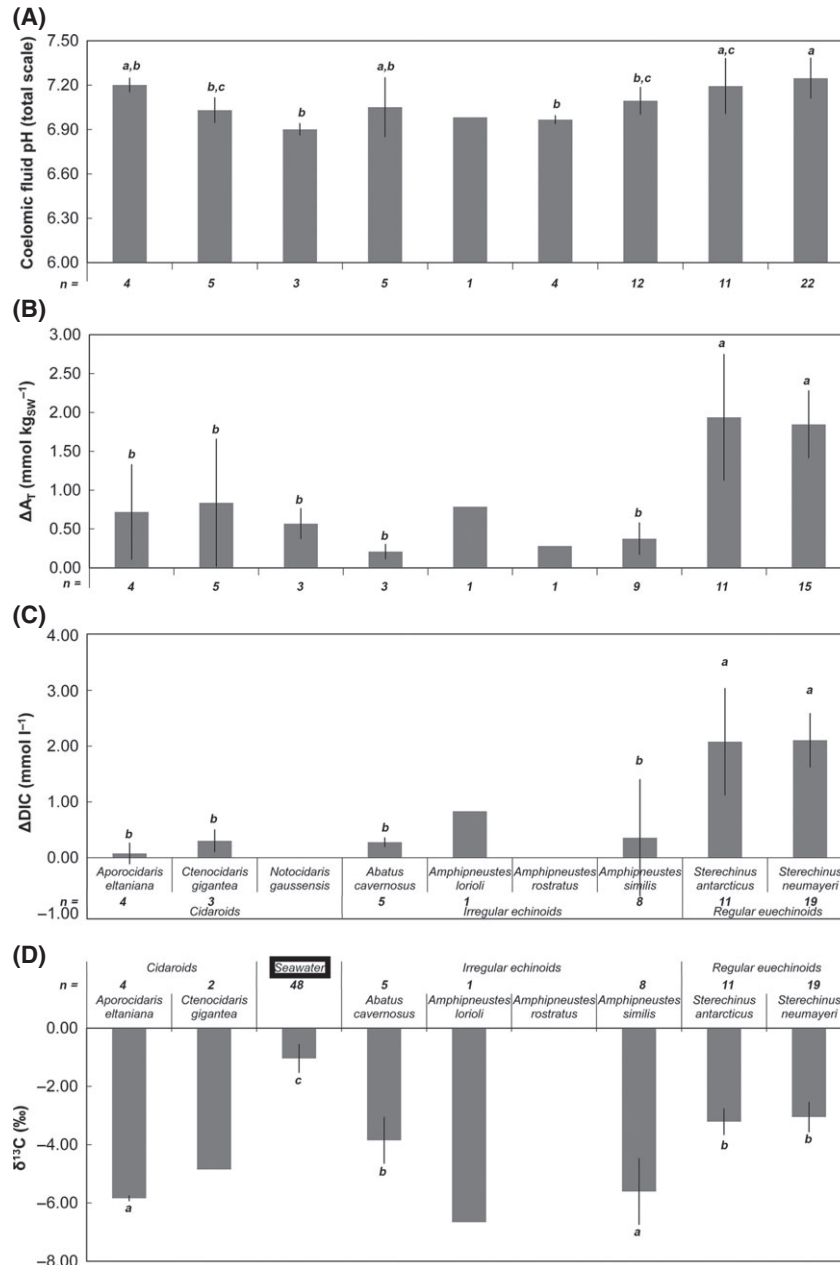 (A)
Coelomic fluid pH (total scale)
7.50
7.20
6.90
6.60
6.30
6.00
a,b
b,c
b
a,b
b
b,c
a,c
a
n = 4 5 3 5 1 4 12 11 22
(B)
ΔA_T (mmol kg_SW⁻¹)
3.00
2.50
2.00
1.50
1.00
0.50
0.00
b
b
b
b
b
a
a
n = 4 5 3 3 1 1 9 11 15
(C)
ΔDIC (mmol l⁻¹)
4.00
3.00
2.00
1.00
0.00
−1.00
b
b
b
b
a
a
Aporocidaris eltaniana
Ctenocidaris gigantea
Notocidaris gaussensis
Abatus cavernosus
Amphipneustes lorioli
Amphipneustes rostratus
Amphipneustes similis
Sterechinus antarcticus
Sterechinus neumayeri
n = 4 3 5 1 8 11 19
Cidaroids Irregular echinoids Regular euechinoids
(D)
Cidaroids Seawater Irregular echinoids Regular euechinoids
n = 4 2 48 5 1 8 11 19
Aporocidaris eltaniana
Ctenocidaris gigantea
Abatus cavernosus
Amphipneustes lorioli
Amphipneustes rostratus
Amphipneustes similis
Sterechinus antarcticus
Sterechinus neumayeri
δ¹³C (‰)
0.00
−2.00
−4.00
−6.00
−8.00
a
c
b
a
b
b